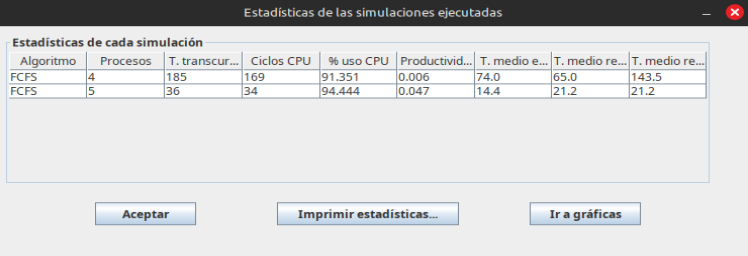 Estadísticas de las simulaciones ejecutadas
Estadísticas de cada simulación
Algoritmo Procesos T. transcur... Ciclos CPU % uso CPU Productivid... T. medio e... T. medio re... T. medio re...
FCFS 4 185 169 91.351 0.006 74.0 65.0 143.5
FCFS 5 36 34 94.444 0.047 14.4 21.2 21.2
Aceptar Imprimir estadísticas... Ir a gráficas